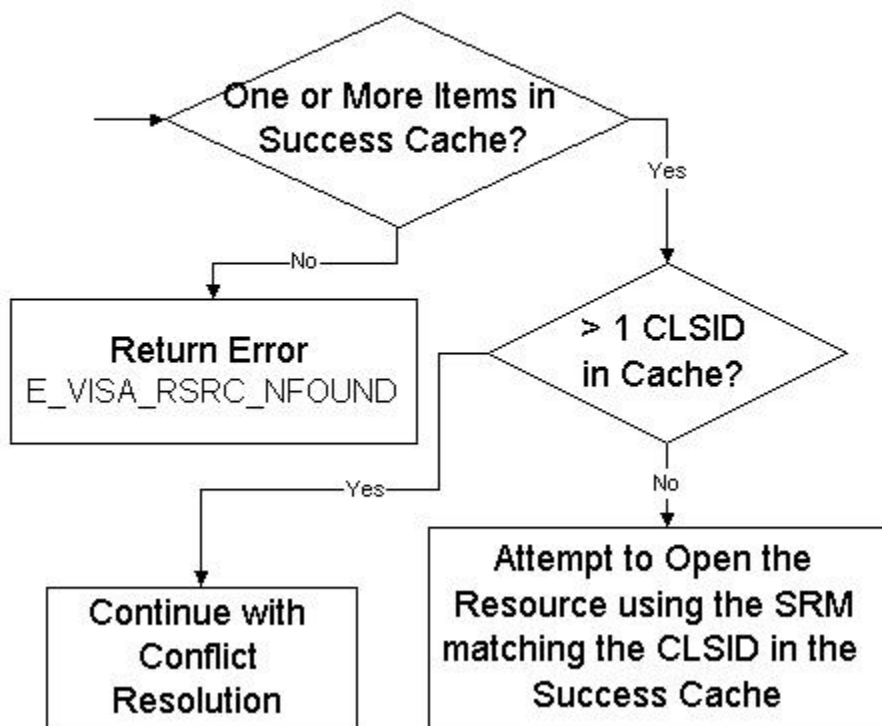 One or More Items in
Success Cache?
Yes
No
> 1 CLSID
in Cache?
Return Error
E_VISA_RSRC_NFOUND
Yes
No
Attempt to Open the
Resource using the SRM
matching the CLSID in the
Success Cache
Continue with
Conflict
Resolution